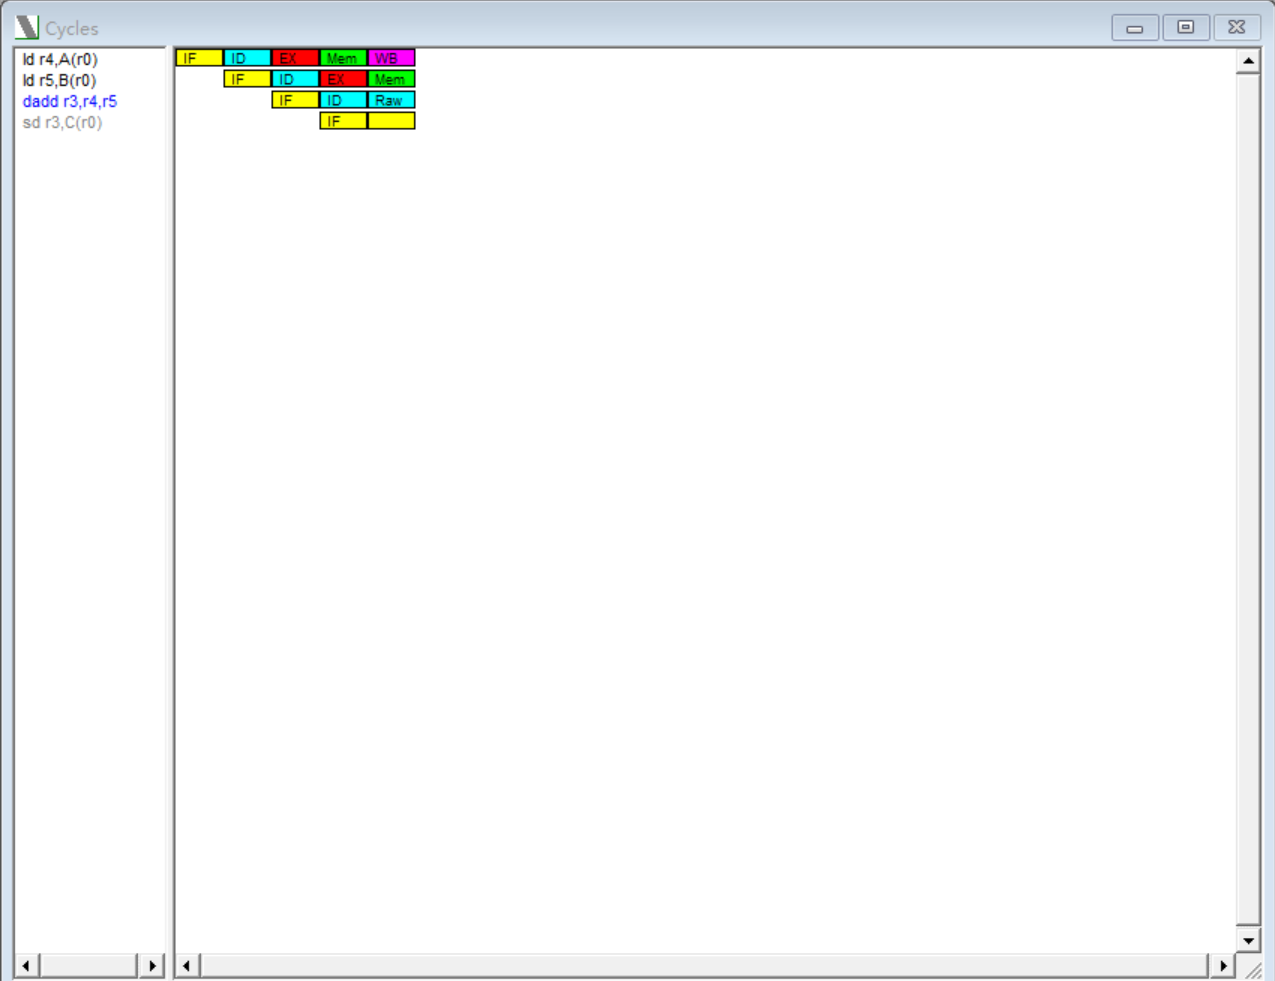 Cycles
ld r4,A(r0) IF ID EX Mem WB
ld r5,B(r0) IF ID EX Mem
dadd r3,r4,r5 IF ID Raw
sd r3,C(r0) IF